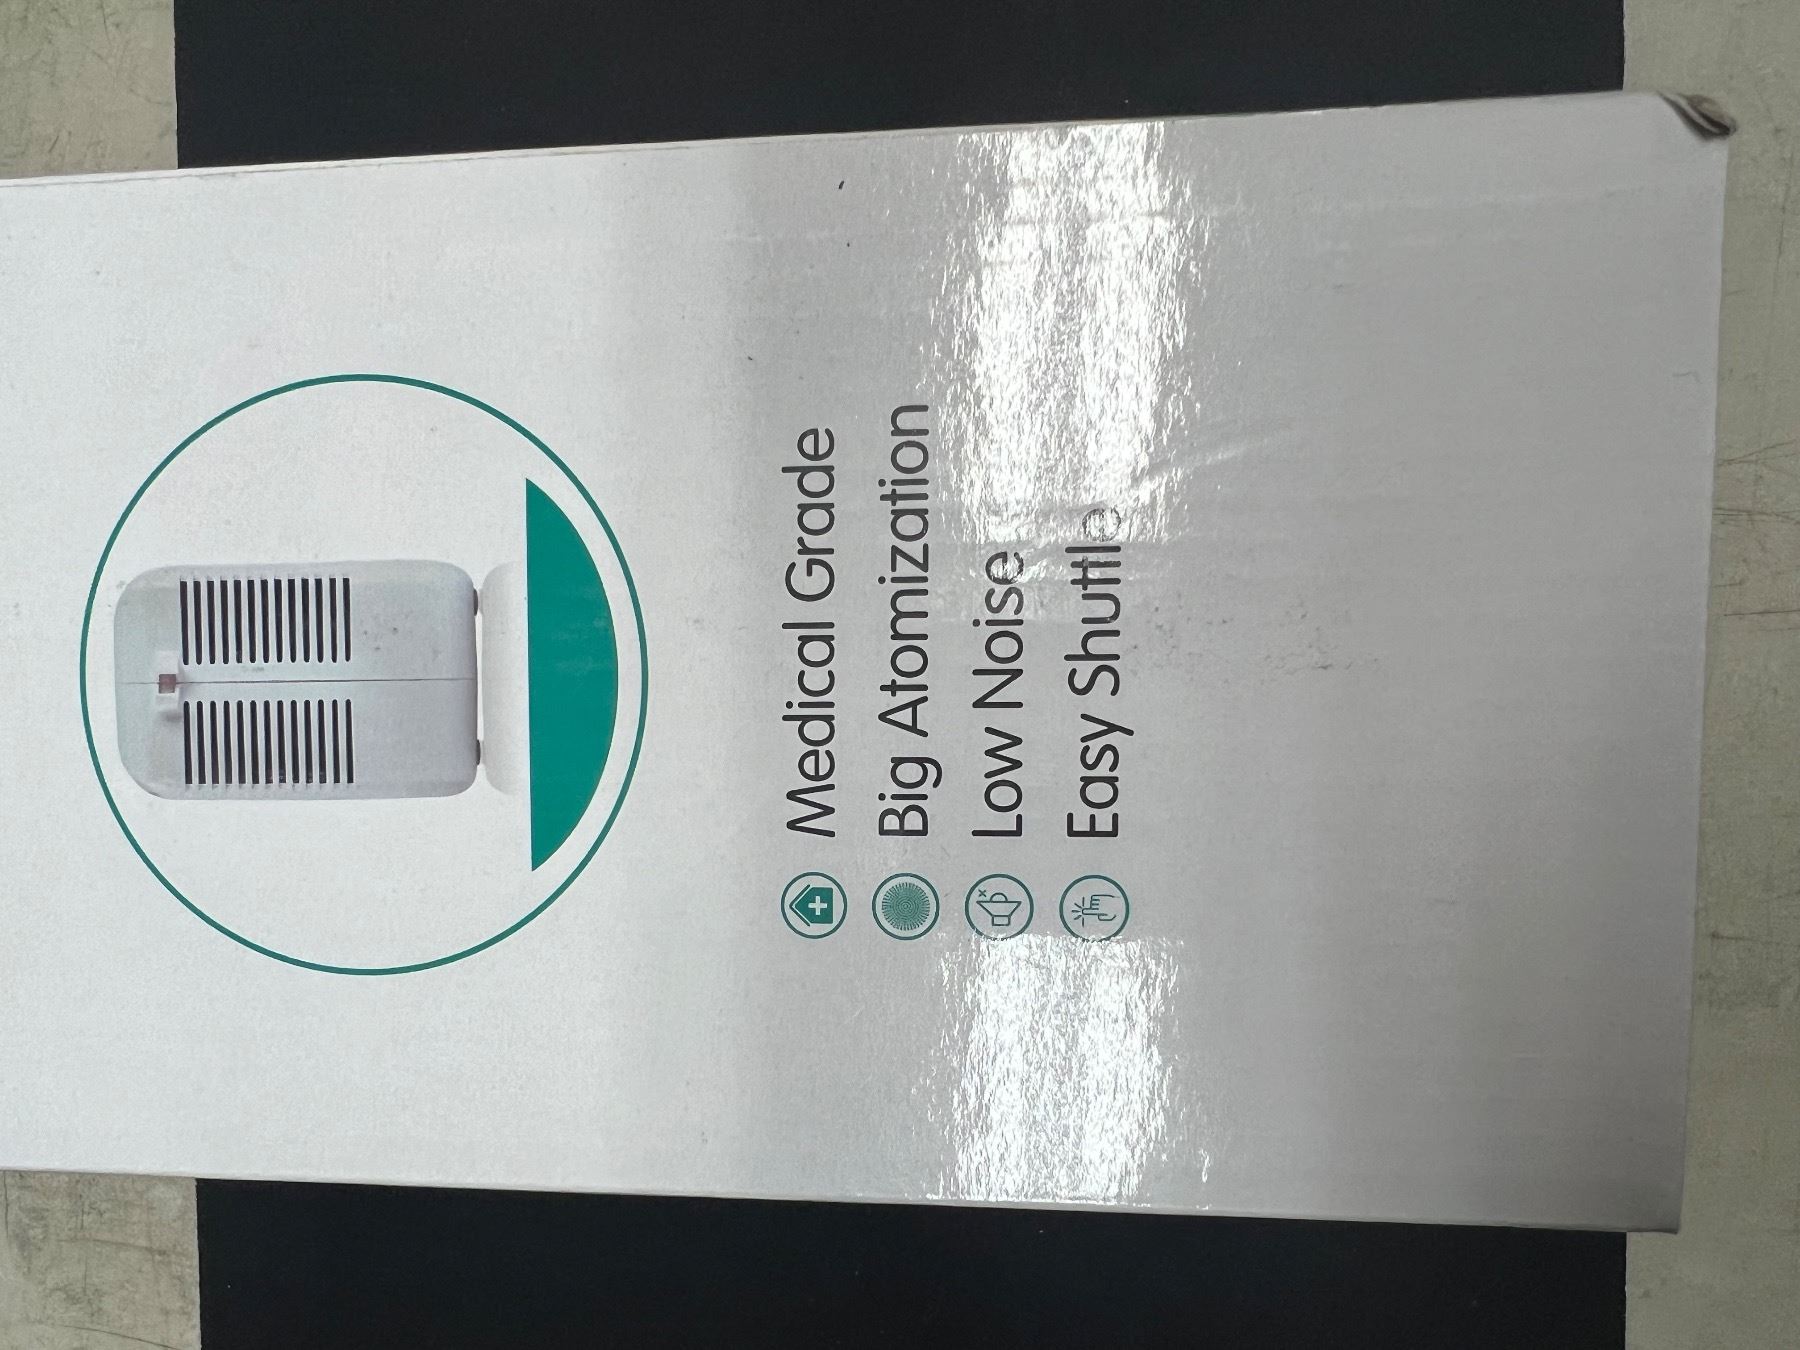 Medical Grade
Big Atomization
Low Noise
Easy Shuttle